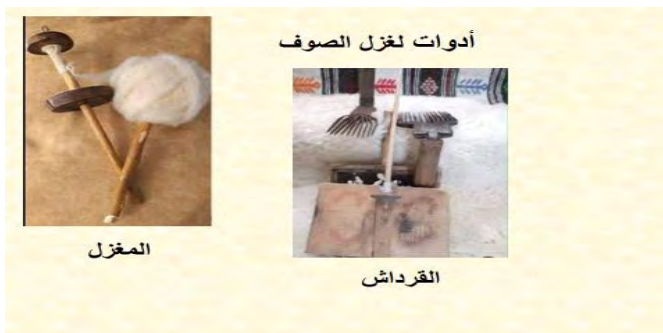 أدوات لغزل الصوف
المغزل
القرداش